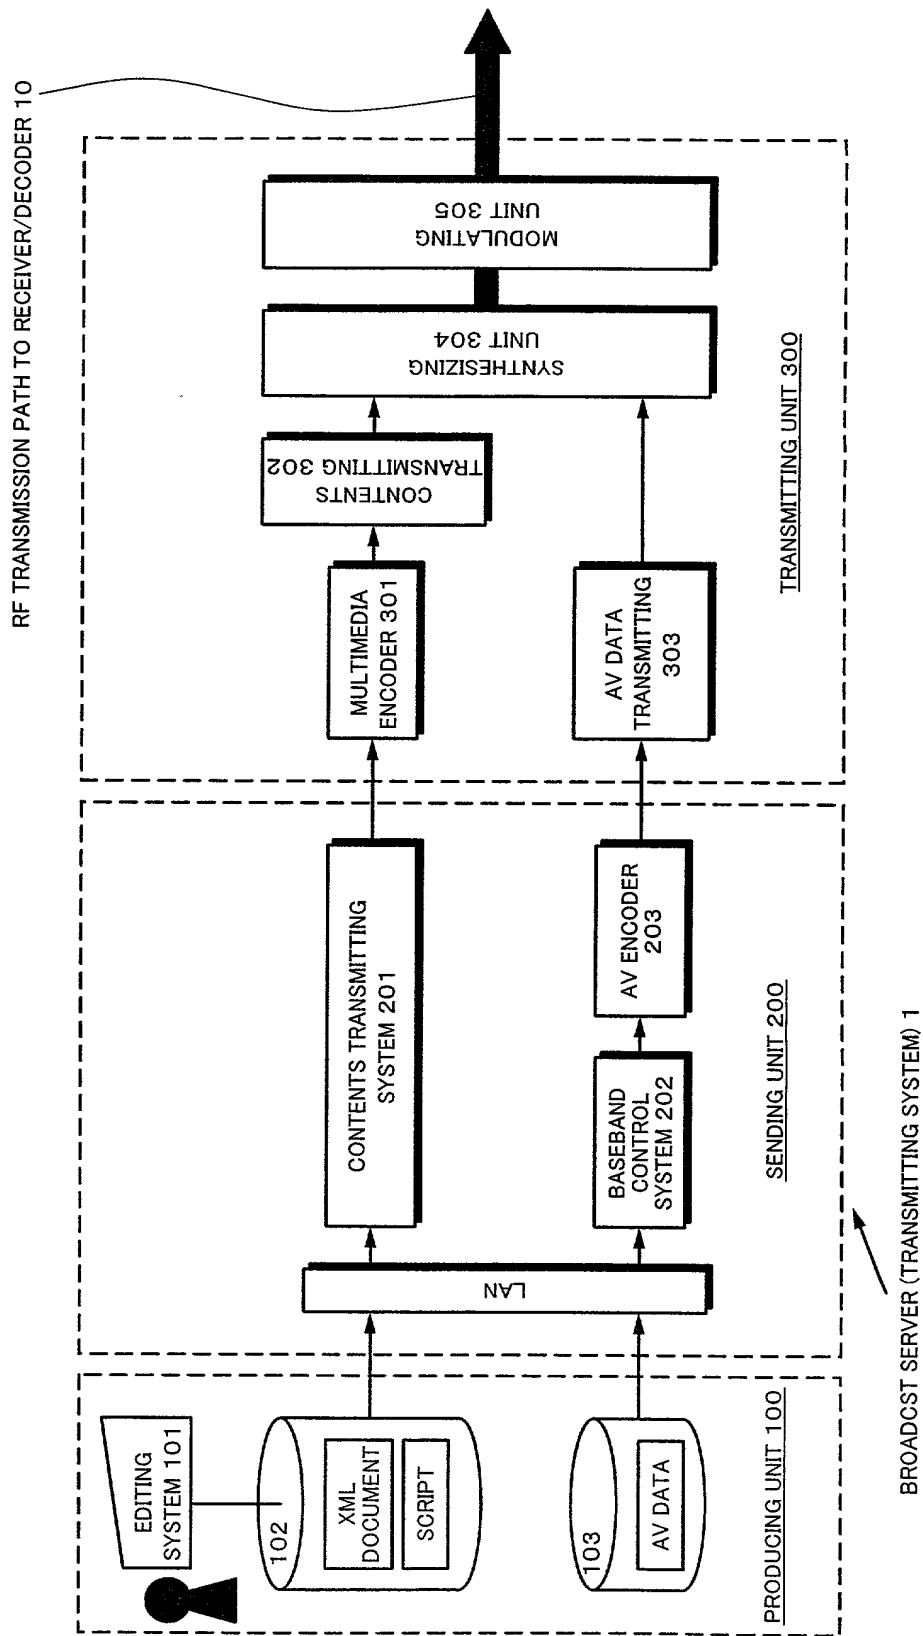 RF TRANSMISSION PATH TO RECEIVER/DECODER 10
EDITING
SYSTEM 101
102
XML
DOCUMENT
SCRIPT
103
AV DATA
PRODUCING UNIT 100
LAN
CONTENTS TRANSMITTING
SYSTEM 201
BASEBAND
CONTROL
SYSTEM 202
AV ENCODER
203
SENDING UNIT 200
MULTIMEDIA
ENCODER 301
CONTENTS
TRANSMITTING 302
AV DATA
TRANSMITTING
303
SYNTHESIZING
UNIT 304
MODULATING
UNIT 305
TRANSMITTING UNIT 300
BROADCST SERVER (TRANSMITTING SYSTEM) 1